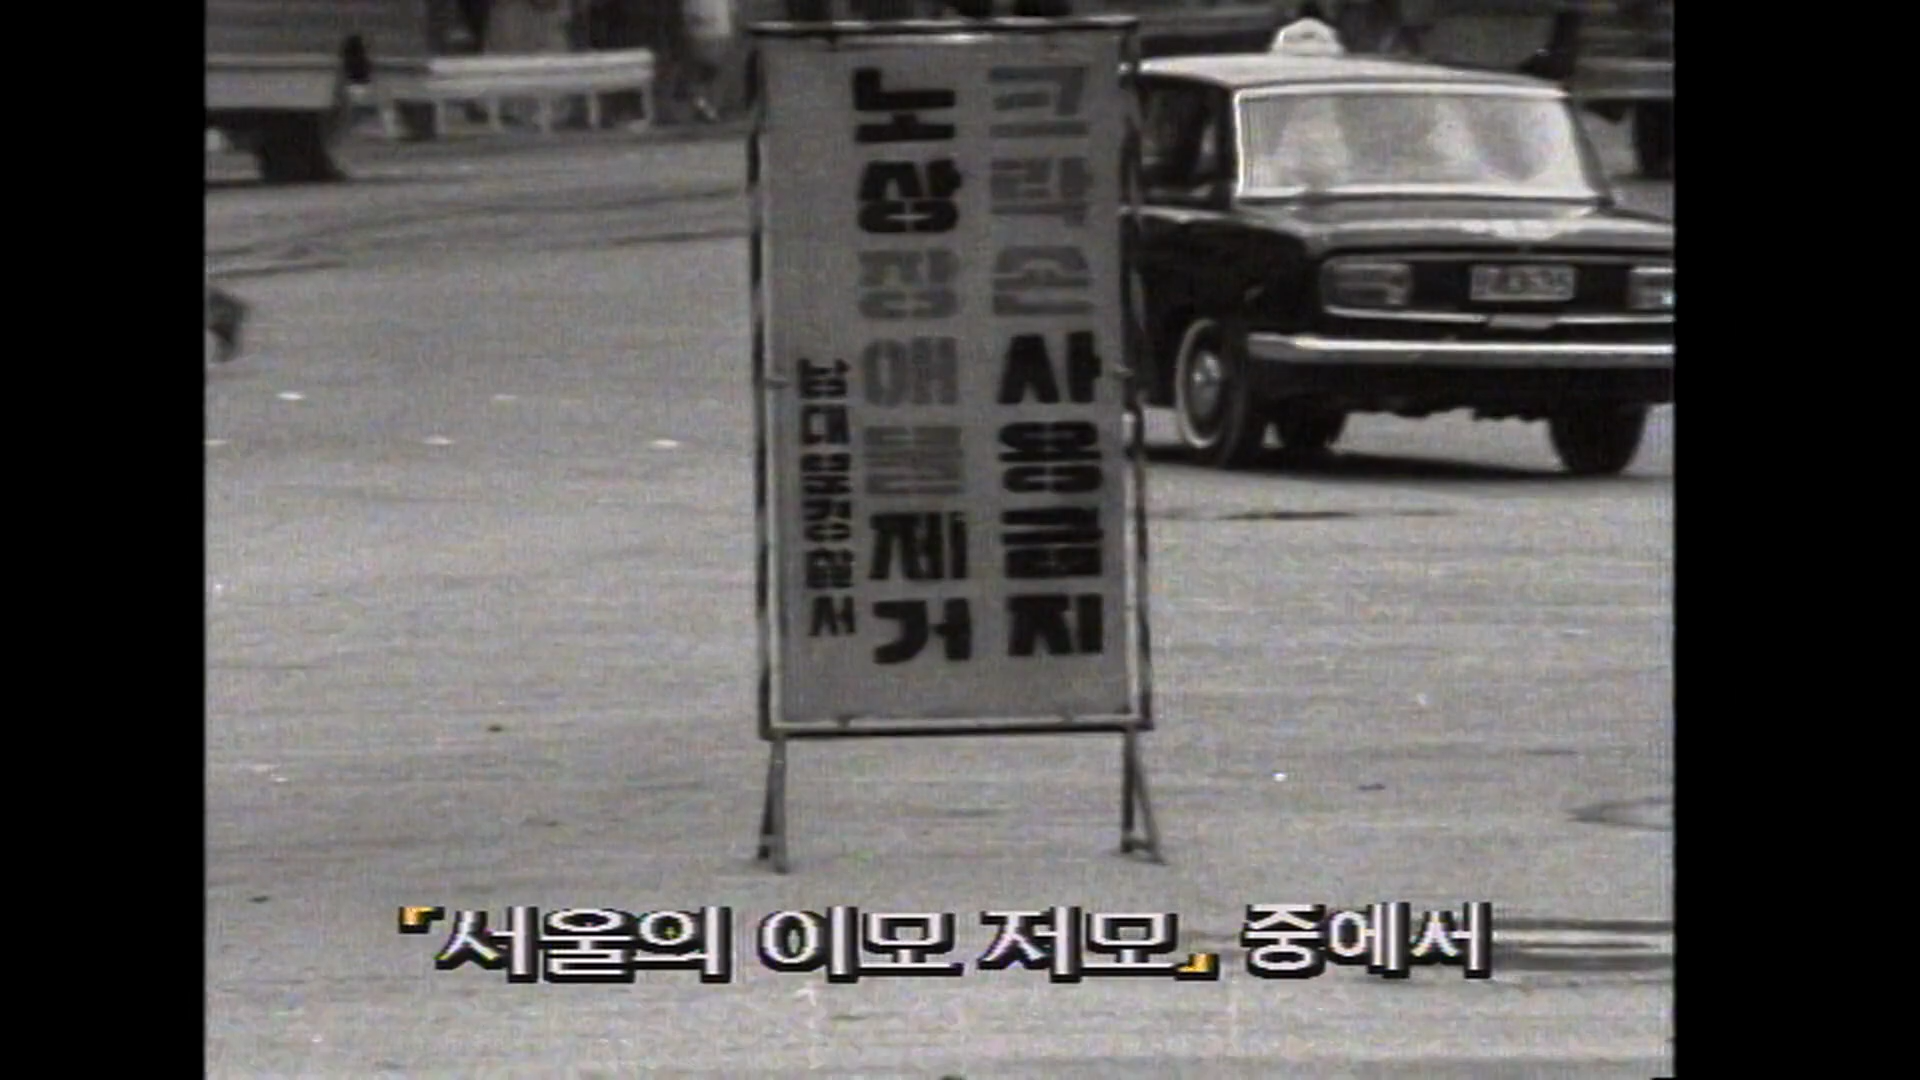 크락숀사용금지
노상장애물제거
남대문경찰서
『서울의 이모 저모』 중에서